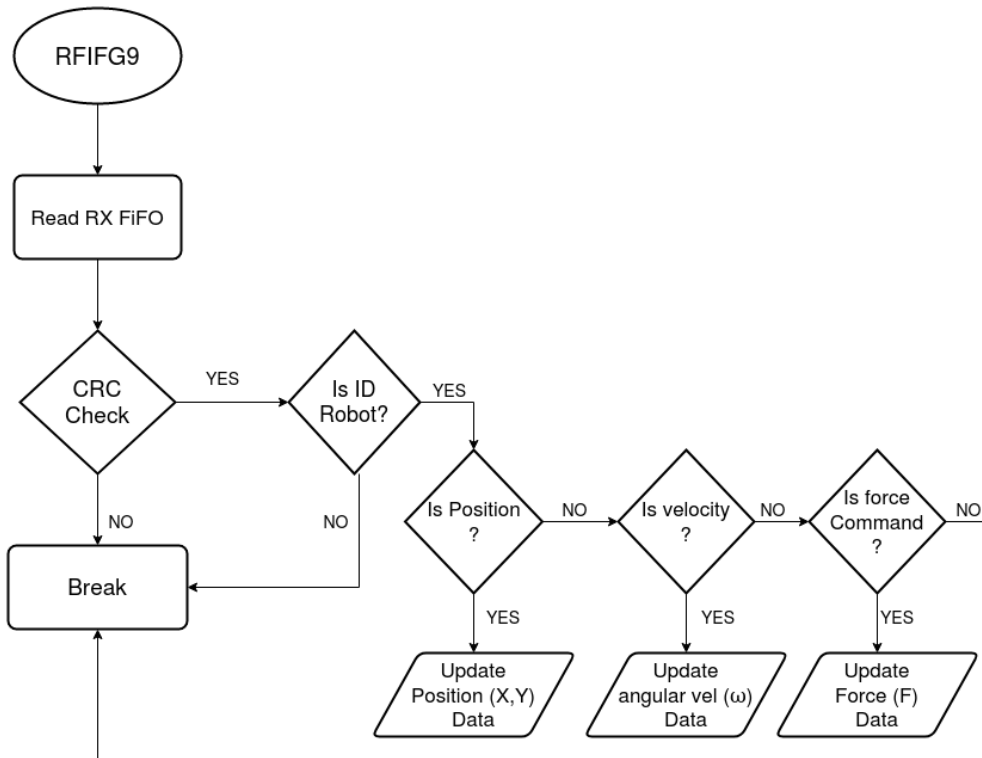 RFIFG9
Read RX FiFO
CRC
Check
YES
Is ID
Robot?
YES
NO
NO
Break
Is Position
?
NO
Is velocity
?
NO
Is force
Command
?
NO
YES
YES
YES
Update
Position (X,Y)
Data
Update
angular vel (ω)
Data
Update
Force (F)
Data